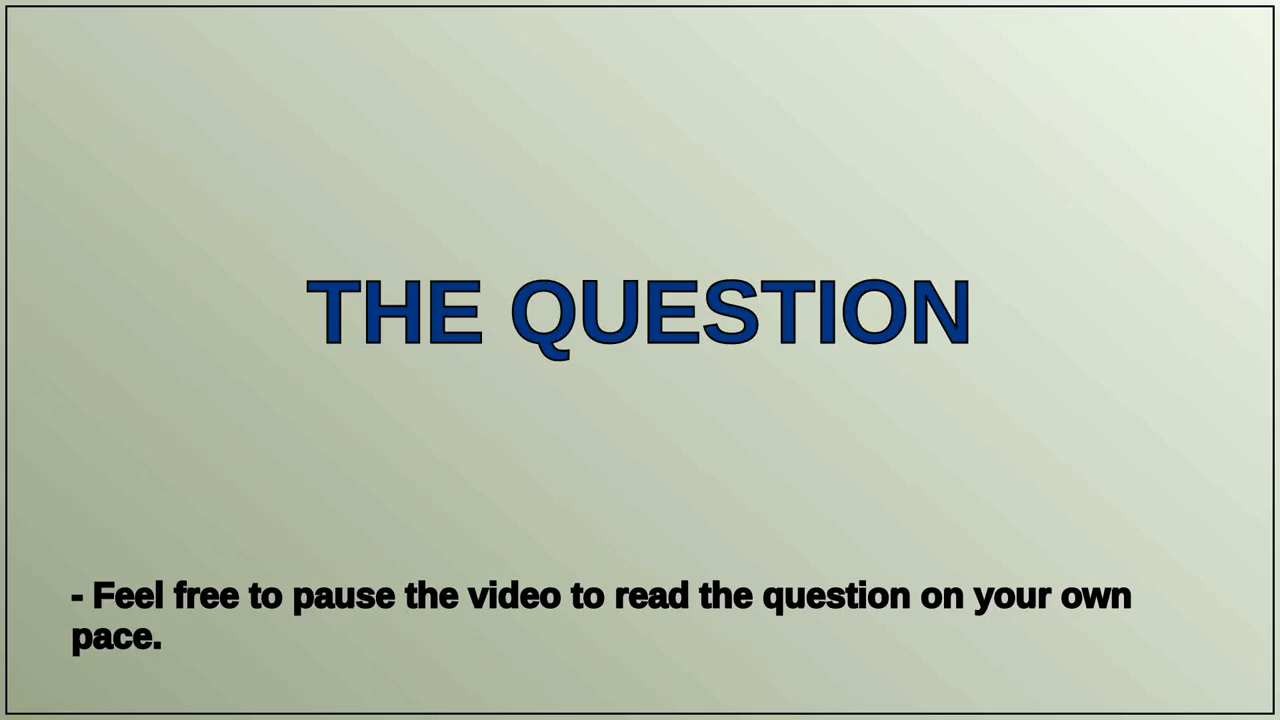 THE QUESTION
- Feel free to pause the video to read the question on your own
pace.